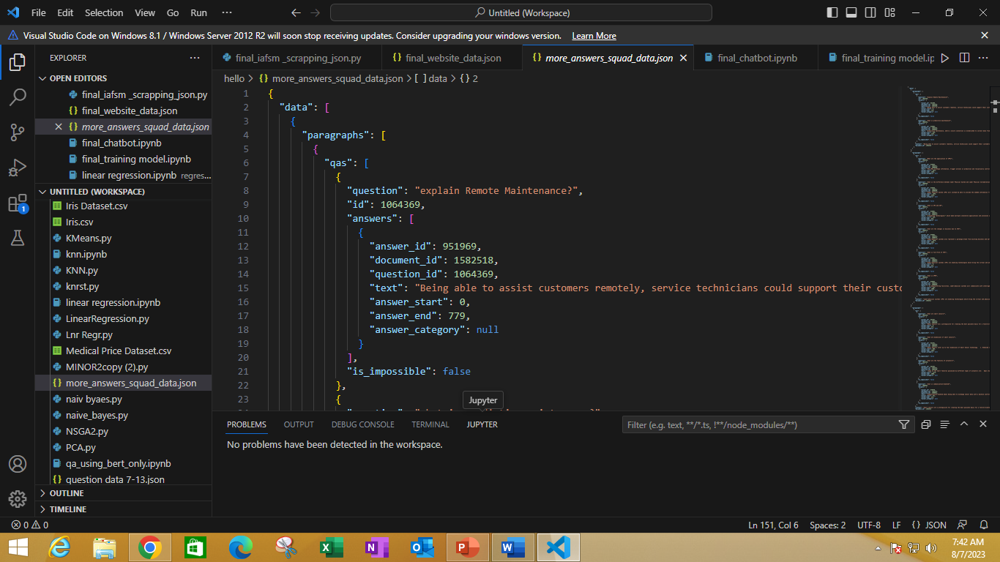 File Edit Selection View Go Run ··· Untitled (Workspace)
Visual Studio Code on Windows 8.1 / Windows Server 2012 R2 will soon stop receiving updates. Consider upgrading your windows version. Learn More
EXPLORER
OPEN EDITORS
final_iafsm _scrapping_json.py
{} final_website_data.json
{} more_answers_squad_data.json
final_chatbot.ipynb
final_training model.ipynb
linear regression.ipynb regres...
UNTITLED (WORKSPACE)
Iris Dataset.csv
Iris.csv
KMeans.py
knn.ipynb
KNN.py
knrst.py
linear regression.ipynb
LinearRegression.py
Lnr Regr.py
Medical Price Dataset.csv
MINOR2copy (2).py
{} more_answers_squad_data.json
naiv byaes.py
naive_bayes.py
NSGA2.py
PCA.py
qa_using_bert_only.ipynb
{} question data 7-13.json
OUTLINE
TIMELINE
1
final_iafsm _scrapping_json.py {} final_website_data.json {} more_answers_squad_data.json final_chatbot.ipynb final_training model.ip
hello > {} more_answers_squad_data.json > [ ] data > {} 2
1 {
2 "data": [
3 {
4 "paragraphs": [
5 {
6 "qas": [
7 {
8 "question": "explain Remote Maintenance?",
9 "id": 1064369,
10 "answers": [
11 {
12 "answer_id": 951969,
13 "document_id": 1582518,
14 "question_id": 1064369,
15 "text": "Being able to assist customers remotely, service technicians could support their custo
16 "answer_start": 0,
17 "answer_end": 779,
18 "answer_category": null
19 }
20 ],
21 "is_impossible": false
22 },
23 {
Jupyter
PROBLEMS OUTPUT DEBUG CONSOLE TERMINAL JUPYTER Filter (e.g. text, **/*.ts, !**/node_modules/**)
No problems have been detected in the workspace.
0 0 Ln 151, Col 6 Spaces: 2 UTF-8 LF {} JSON
7:42 AM
8/7/2023